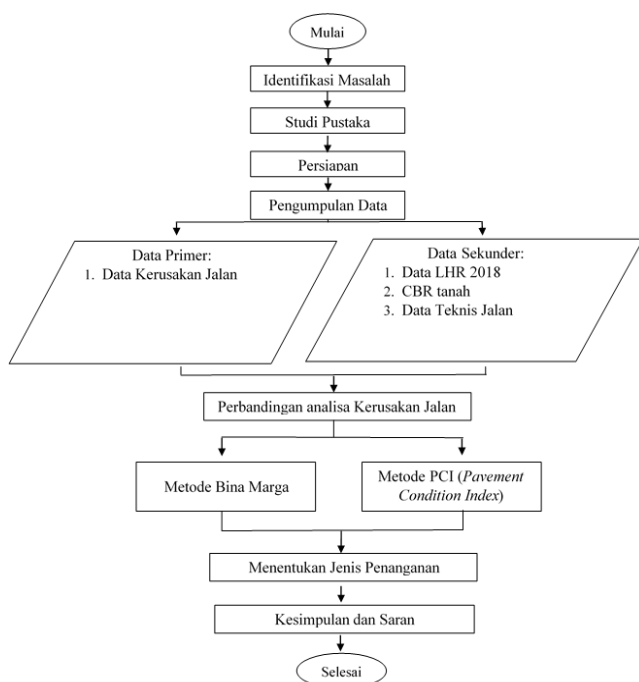 Mulai
Identifikasi Masalah
Studi Pustaka
Persiapan
Pengumpulan Data
Data Primer:
1. Data Kerusakan Jalan
Data Sekunder:
1. Data LHR 2018
2. CBR tanah
3. Data Teknis Jalan
Perbandingan analisa Kerusakan Jalan
Metode Bina Marga
Metode PCI (Pavement
Condition Index)
Menentukan Jenis Penanganan
Kesimpulan dan Saran
Selesai